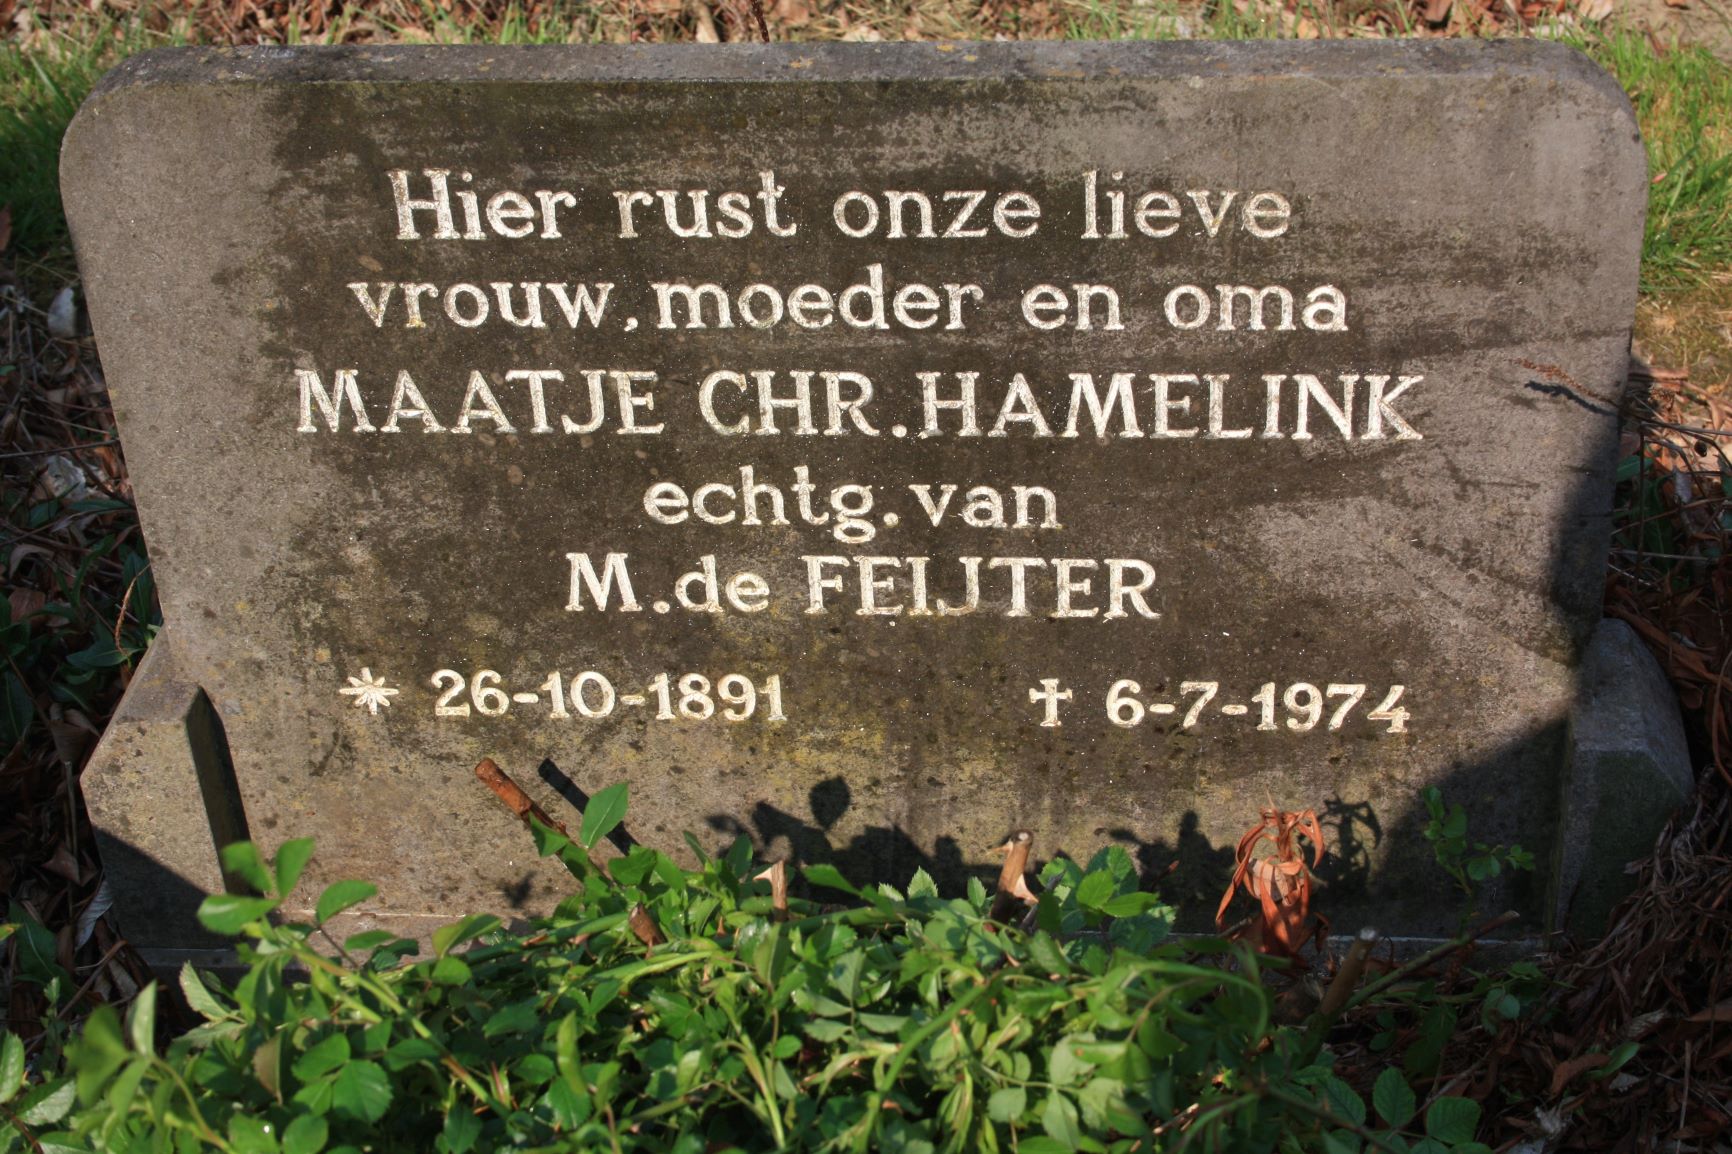 Hier rust onze lieve
vrouw, moeder en oma
MAATJE CHR. HAMELINK
echtg. van
M. de FEIJTER
* 26-10-1891 † 6-7-1974